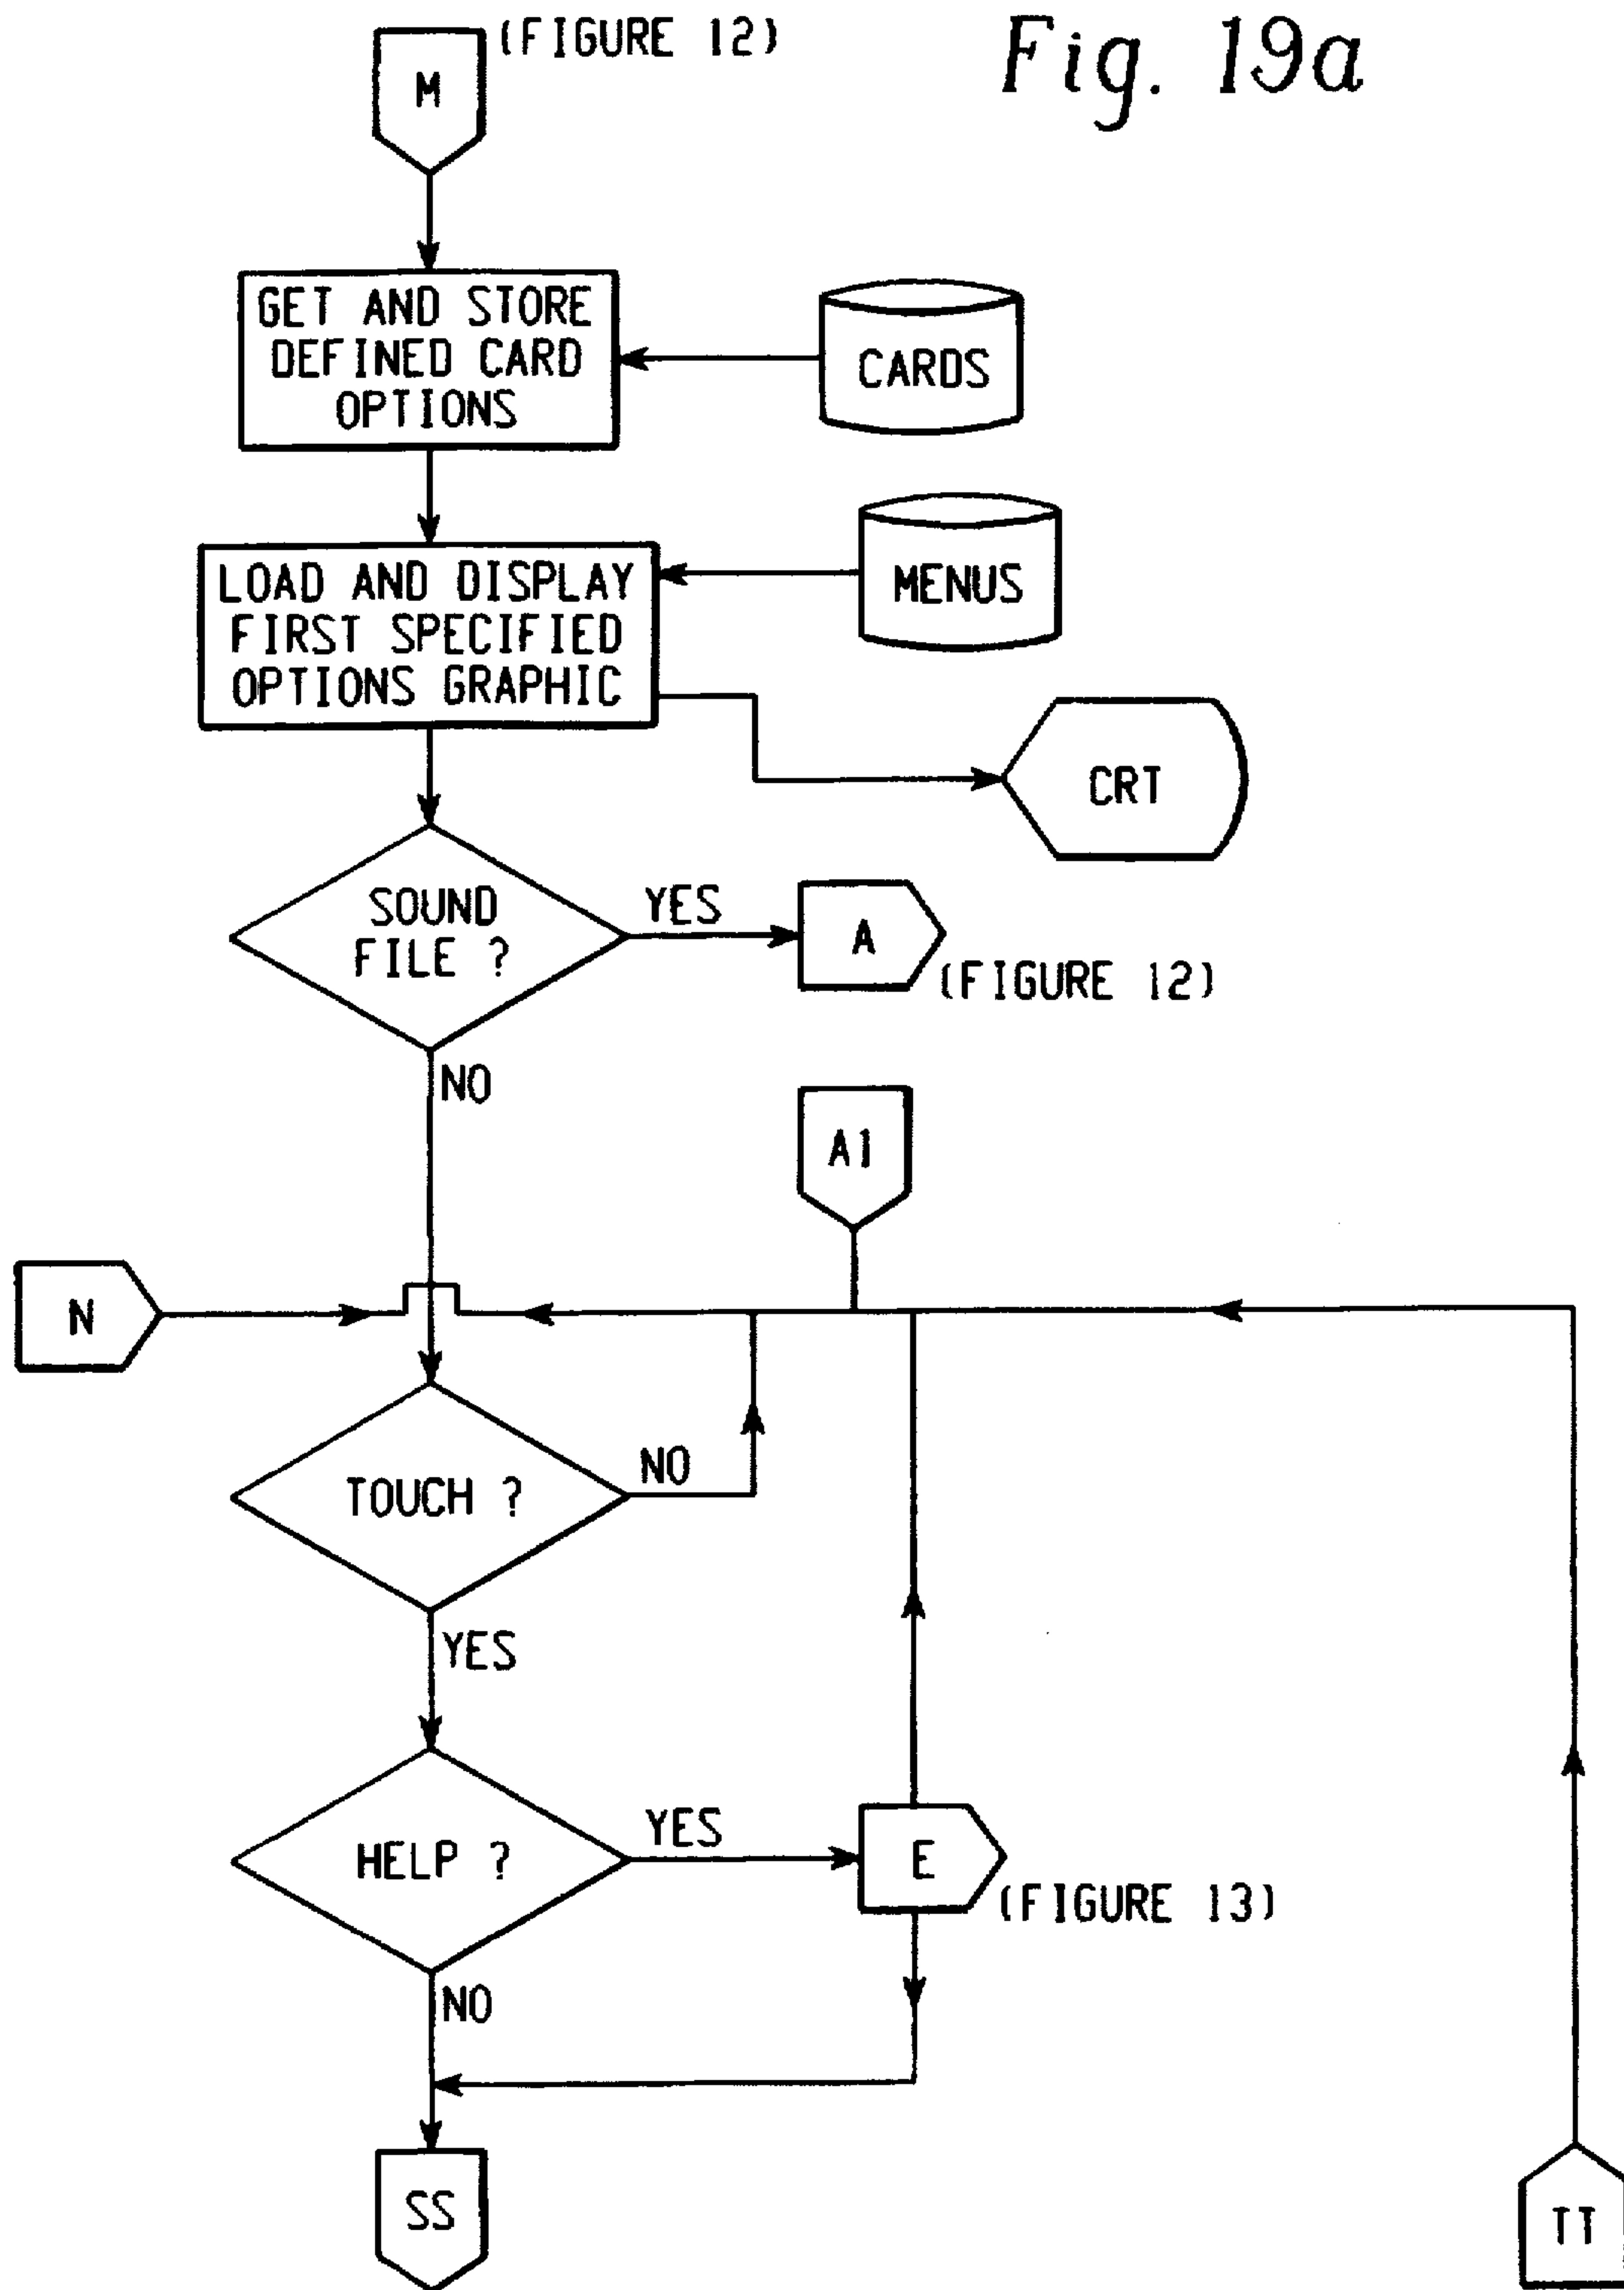 (FIGURE 12)
Fig. 19a
M
GET AND STORE
DEFINED CARD
OPTIONS
CARDS
LOAD AND DISPLAY
FIRST SPECIFIED
OPTIONS GRAPHIC
MENUS
CRT
SOUND
FILE ?
YES
A
(FIGURE 12)
NO
A1
N
TOUCH ?
NO
YES
HELP ?
YES
E
(FIGURE 13)
NO
SS
TT